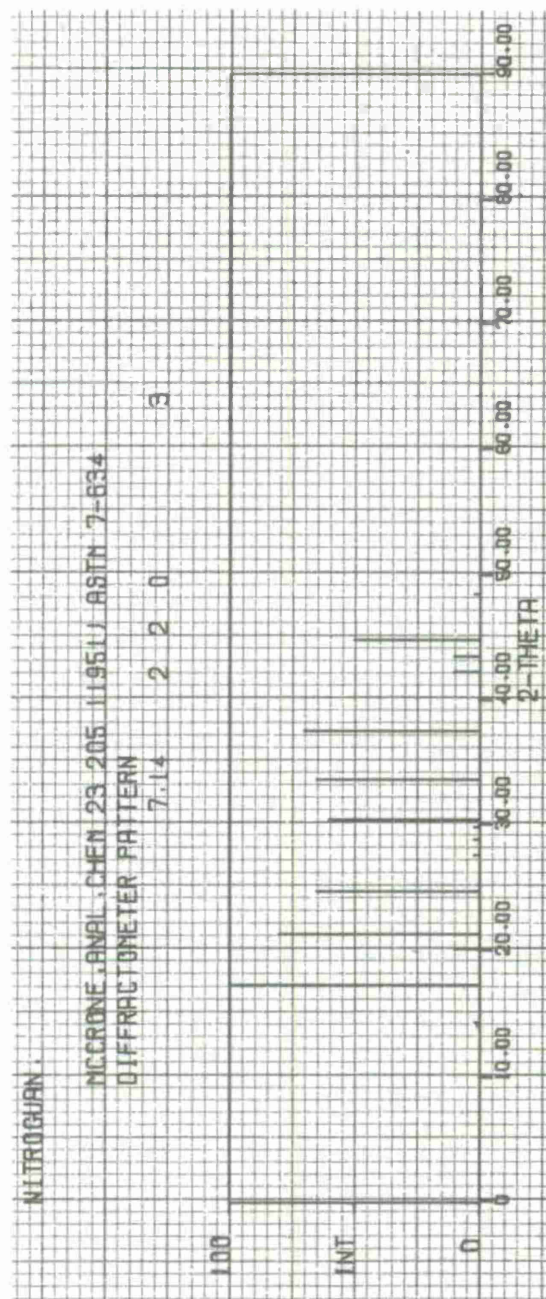 NITROGUAN.
MCCRONE,ANAL.CHEM 23 205 (1951) ASTM 7-634
DIFFRACTOMETER PATTERN
7.14 2 2 0 3
100
INT
0
0 10.00 20.00 30.00 40.00 50.00 60.00 70.00 80.00 90.00
2-THETA